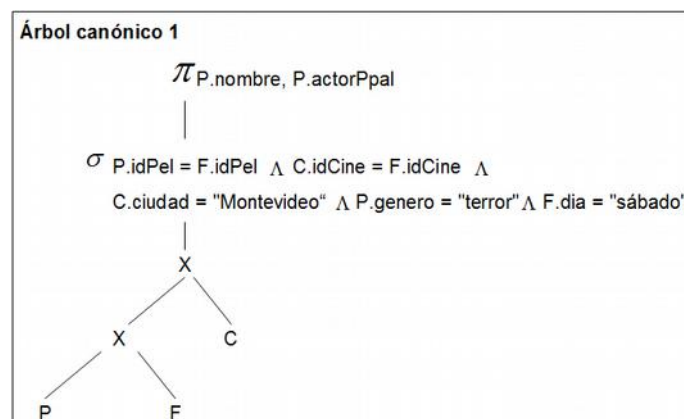 Árbol canónico 1
π P.nombre, P.actorPpal
σ P.idPel = F.idPel Λ C.idCine = F.idCine Λ
C.ciudad = "Montevideo“ Λ P.genero = "terror" Λ F.dia = "sábado"
X
X C
P F